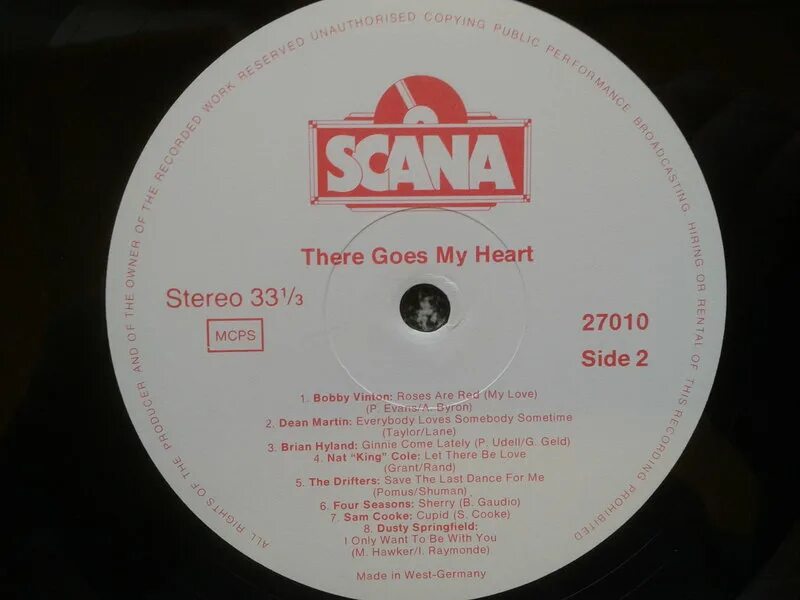 ALL RIGHTS OF THE PRODUCER AND OF THE OWNER OF THE RECORDED WORK RESERVED UNAUTHORISED COPYING PUBLIC PERFORMANCE BROADCASTING HIRING OR RENTAL OF THIS RECORDING PROHIBITED
SCANA
There Goes My Heart
Stereo 33 1/3
MCPS
27010
Side 2
1. Bobby Vinton: Roses Are Red (My Love)
(P. Evans/A. Byron)
2. Dean Martin: Everybody Loves Somebody Sometime
(Taylor/Lane)
3. Brian Hyland: Ginnie Come Lately (P. Udell/G. Geld)
4. Nat "King" Cole: Let There Be Love
(Grant/Rand)
5. The Drifters: Save The Last Dance For Me
(Pomus/Shuman)
6. Four Seasons: Sherry (B. Gaudio)
7. Sam Cooke: Cupid (S. Cooke)
8. Dusty Springfield:
I Only Want To Be With You
(M. Hawker/I. Raymonde)
Made in West-Germany